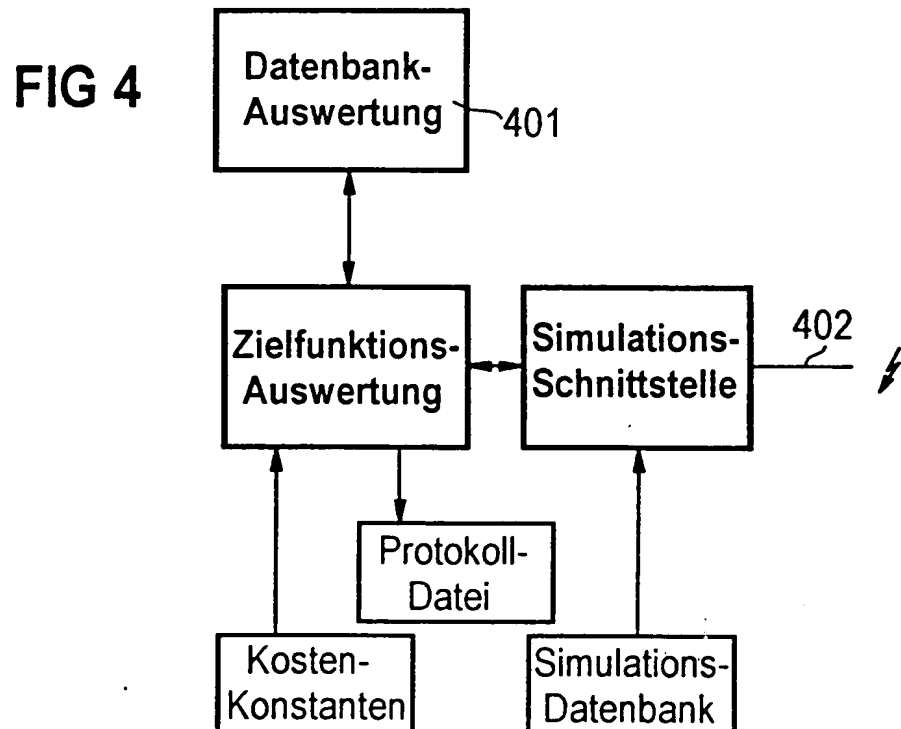 FIG 4
Datenbank-
Auswertung
401
Zielfunktions-
Auswertung
Simulations-
Schnittstelle
402
Protokoll-
Datei
Kosten-
Konstanten
Simulations-
Datenbank